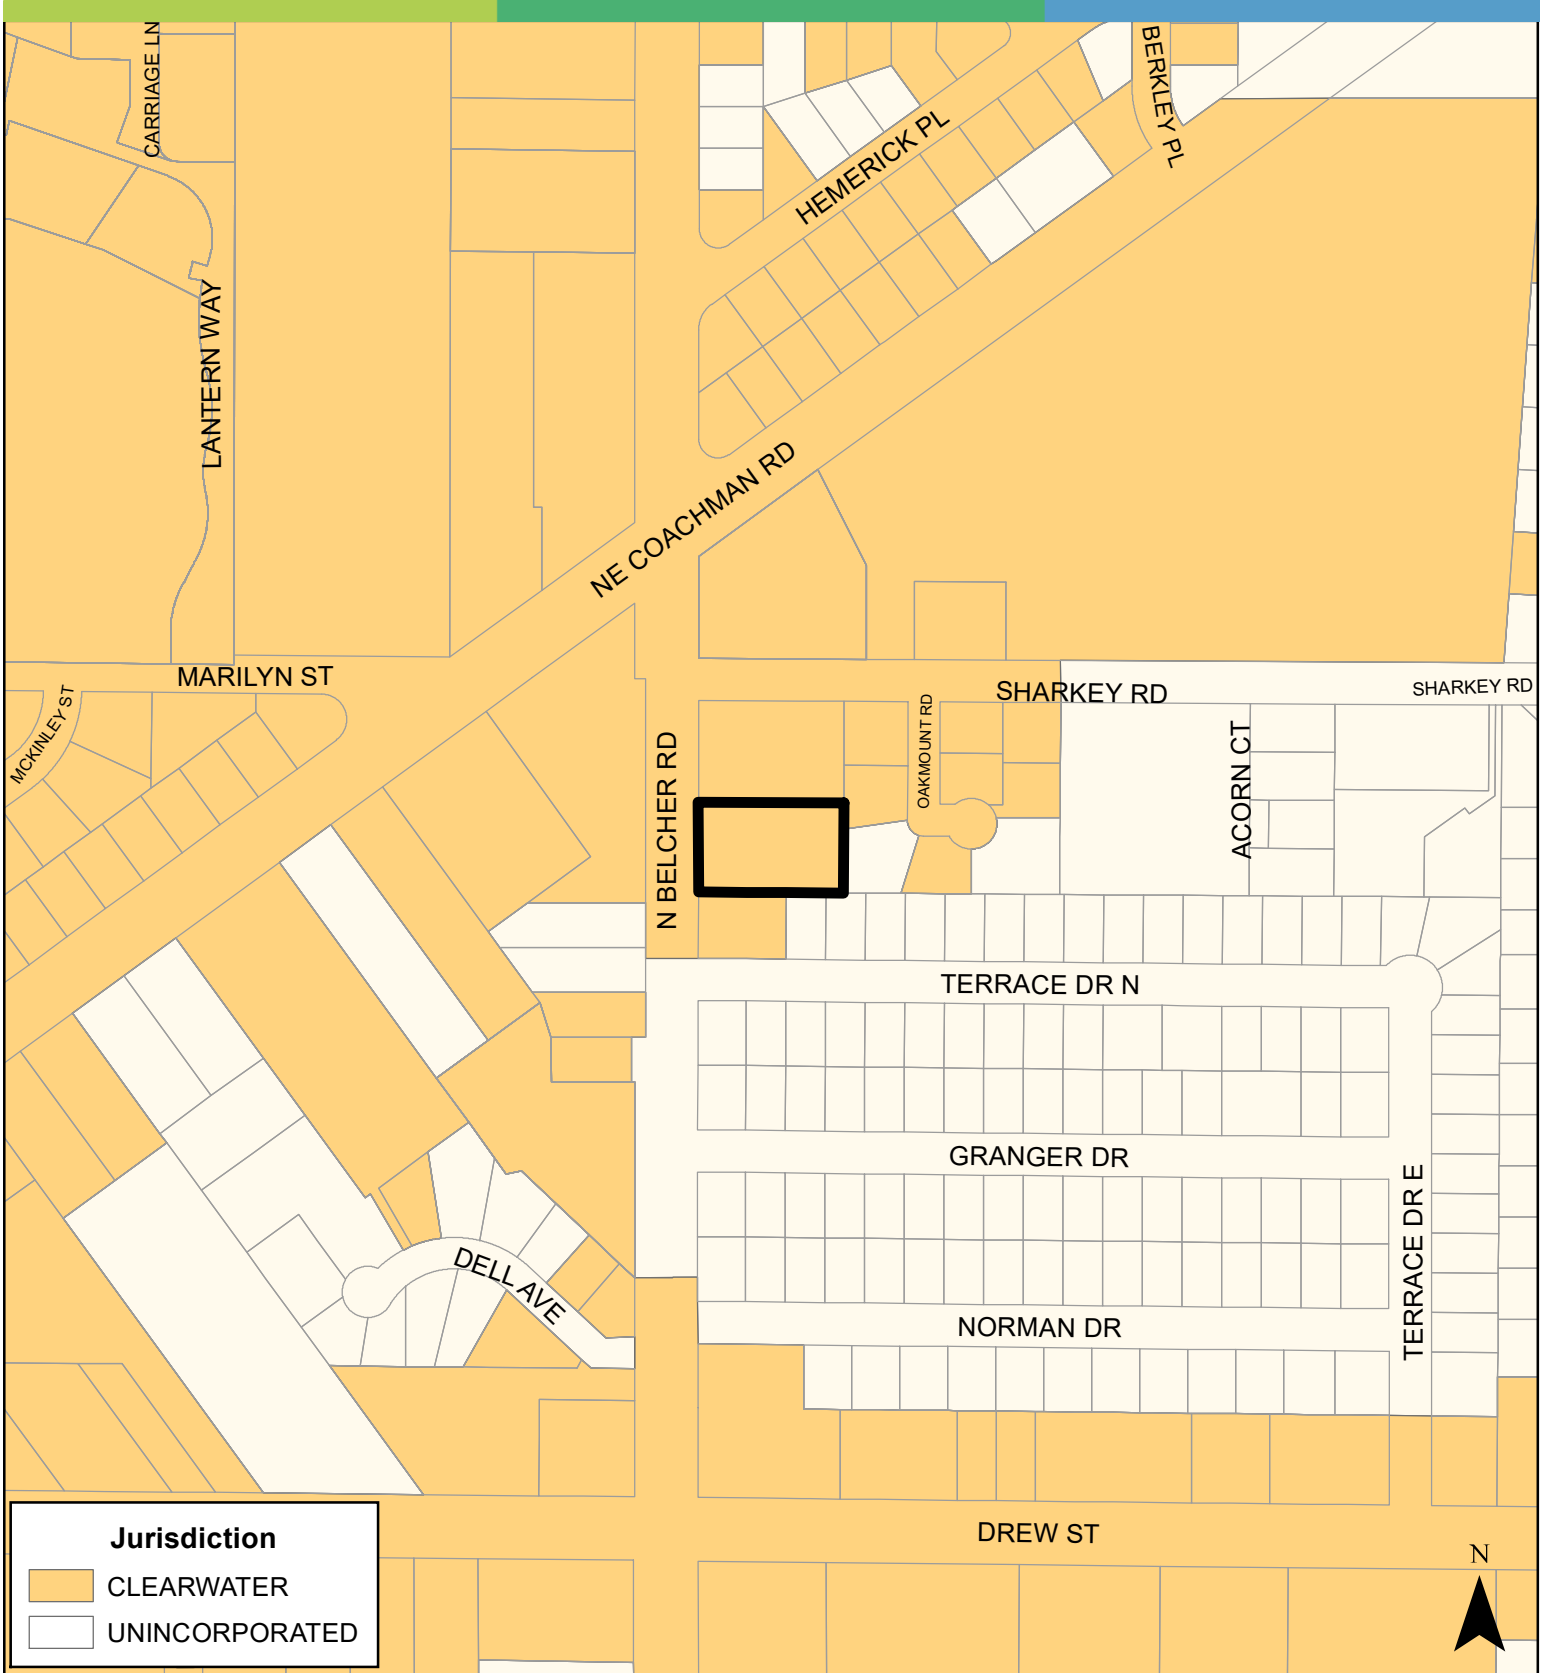 CARRIAGE LN
BERKLEY PL
HEMERICK PL
LANTERN WAY
NE COACHMAN RD
MARILYN ST
MCKINLEY ST
SHARKEY RD
SHARKEY RD
OAKMOUNT RD
ACORN CT
N BELCHER RD
TERRACE DR N
GRANGER DR
TERRACE DR E
DELL AVE
NORMAN DR
DREW ST
Jurisdiction
CLEARWATER
UNINCORPORATED
N